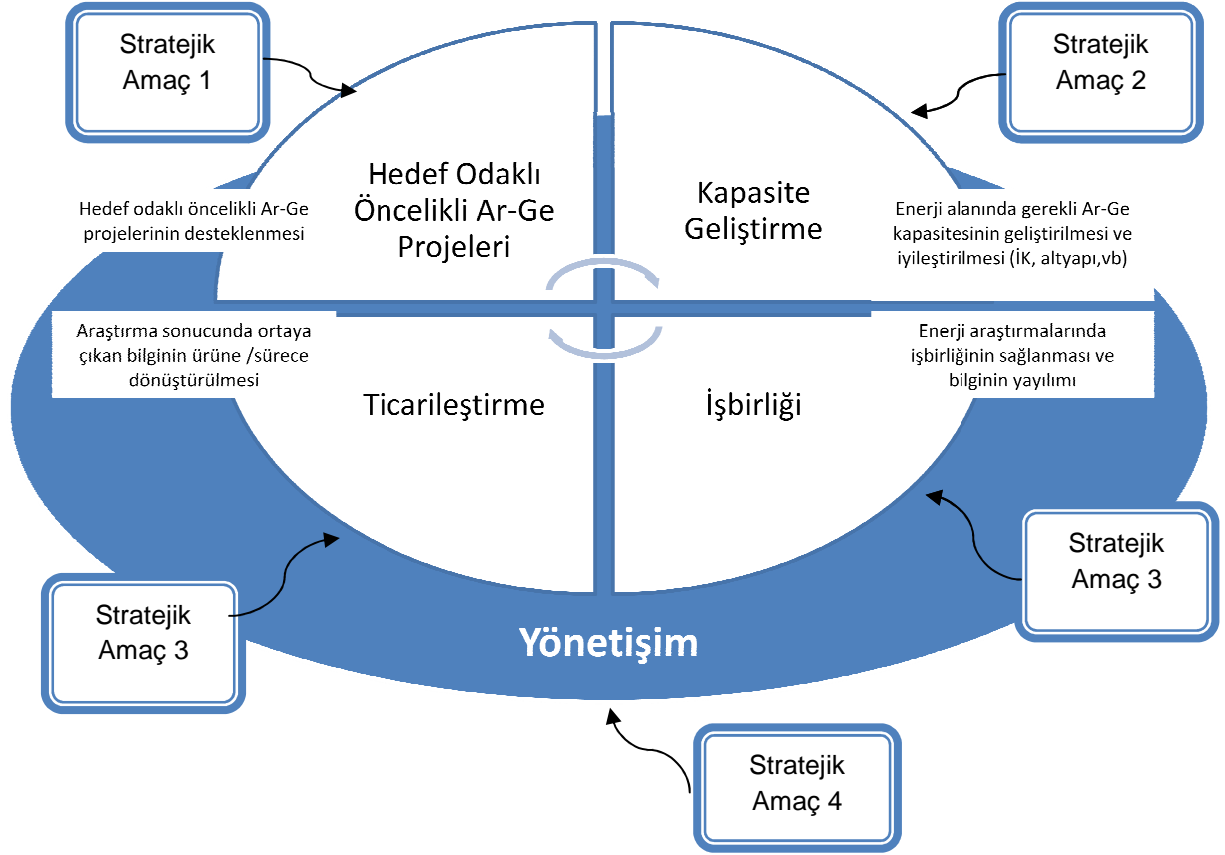 Stratejik
Amaç 1
Stratejik
Amaç 2
Hedef Odaklı
Öncelikli Ar-Ge
Projeleri
Kapasite
Geliştirme
Hedef odaklı öncelikli Ar-Ge
projelerinin desteklenmesi
Enerji alanında gerekli Ar-Ge
kapasitesinin geliştirilmesi ve
iyileştirilmesi (İK, altyapı,vb)
Araştırma sonucunda ortaya
çıkan bilginin ürüne /sürece
dönüştürülmesi
Enerji araştırmalarında
işbirliğinin sağlanması ve
bilginin yayılımı
Ticarileştirme
İşbirliği
Stratejik
Amaç 3
Stratejik
Amaç 3
Yönetişim
Stratejik
Amaç 4